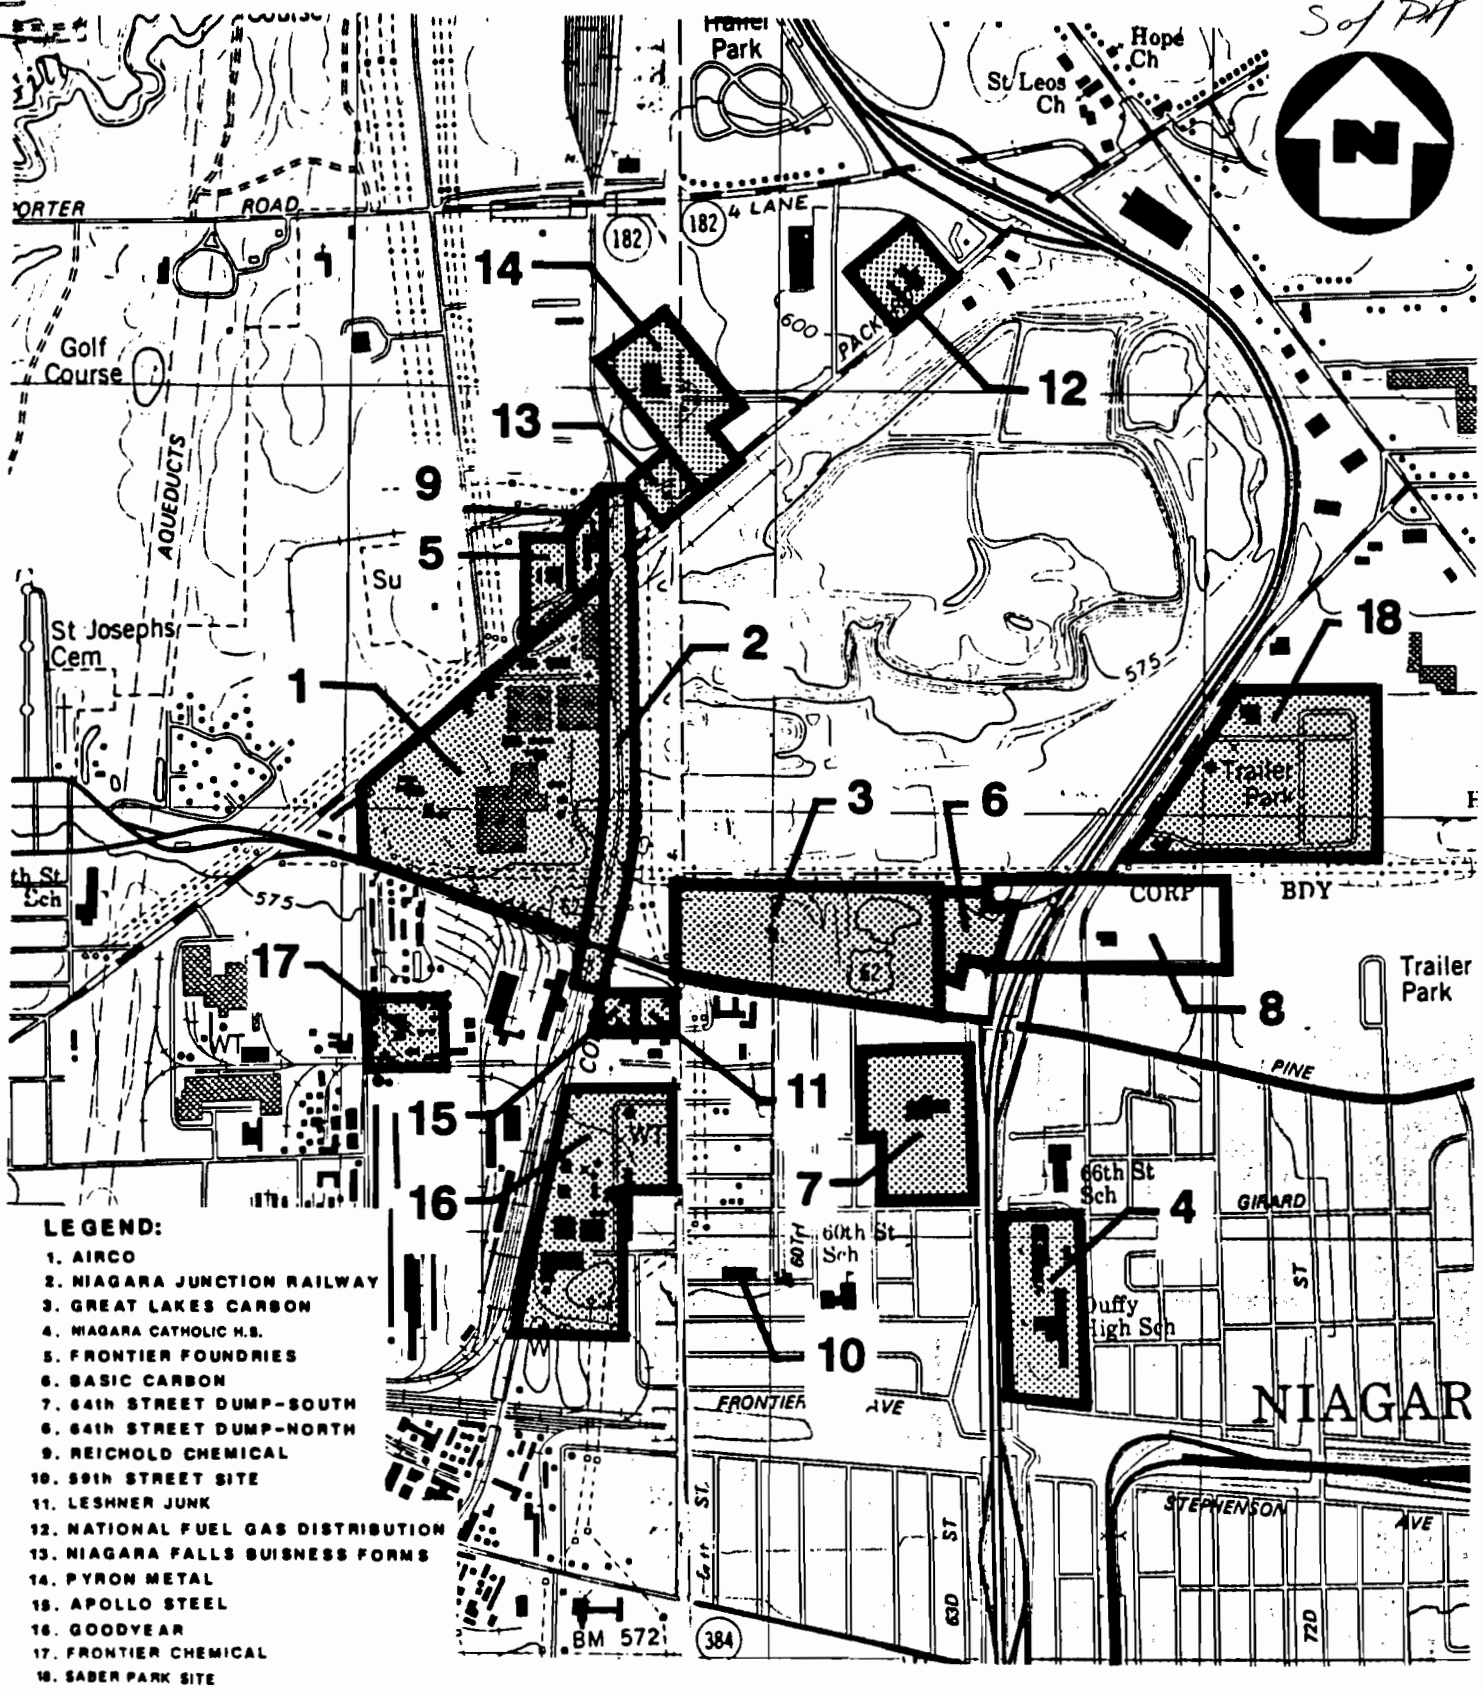 S of PH
Trailer
Park
Hope
Ch
St Leos
Ch
N
ORTER
ROAD
182
182
4 LANE
14
600
PACK
12
Golf
Course
13
9
AQUEDUCTS
5
Su
St Josephs
Cem
2
18
575
1
Trailer
Park
3
6
th St
Sch
575
CORP
BDY
17
62
Trailer
Park
8
WT
CO
PINE
11
15
WT
7
66th St
Sch
16
GIRARD
4
60TH
60th St
Sch
ST
LEGEND:
1. AIRCO
2. NIAGARA JUNCTION RAILWAY
3. GREAT LAKES CARBON
4. NIAGARA CATHOLIC H.S.
5. FRONTIER FOUNDRIES
6. BASIC CARBON
7. 64th STREET DUMP-SOUTH
6. 64th STREET DUMP-NORTH
9. REICHOLD CHEMICAL
10. 59th STREET SITE
11. LESHNER JUNK
12. NATIONAL FUEL GAS DISTRIBUTION
13. NIAGARA FALLS BUISNESS FORMS
14. PYRON METAL
15. APOLLO STEEL
16. GOODYEAR
17. FRONTIER CHEMICAL
18. SABER PARK SITE
Duffy
High Sch
10
W
FRONTIER
AVE
NIAGAR
STEPHENSON
AVE
ST.
ST
63D
72D
BM 572
384